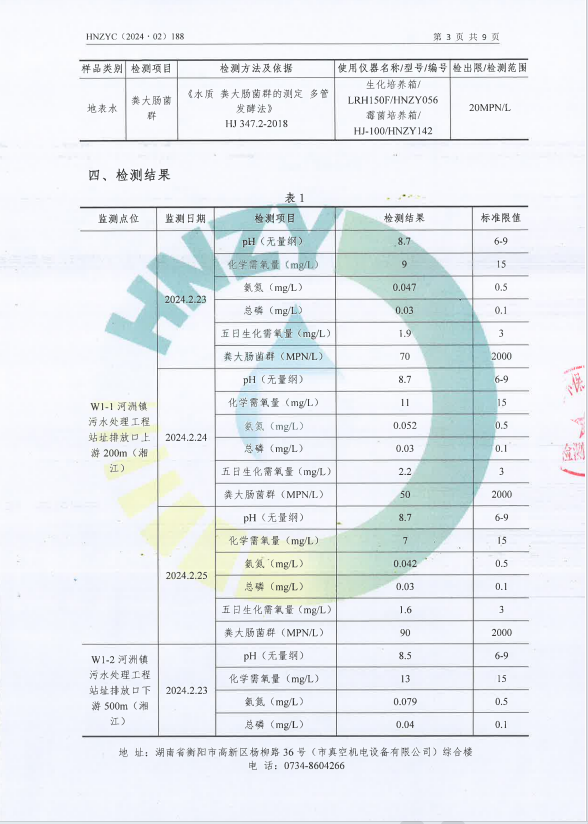 HNZYC（2024・02）188
第 3 页 共 9 页
样品类别 检测项目 检测方法及依据 使用仪器名称/型号/编号 检出限/检测范围
地表水 粪大肠菌群 《水质 粪大肠菌群的测定 多管发酵法》 HJ 347.2-2018 生化培养箱/LRH150F/HNZY056 霉菌培养箱/HJ-100/HNZY142 20MPN/L
四、检测结果
表 1
监测点位 监测日期 检测项目 检测结果 标准限值
W1-1 河洲镇
污水处理工程
站址排放口上
游 200m（湘
江）
2024.2.23
pH（无量纲） 8.7 6-9
化学需氧量（mg/L） 9 15
氨氮（mg/L） 0.047 0.5
总磷（mg/L） 0.03 0.1
五日生化需氧量（mg/L） 1.9 3
粪大肠菌群（MPN/L） 70 2000
2024.2.24
pH（无量纲） 8.7 6-9
化学需氧量（mg/L） 11 15
氨氮（mg/L） 0.052 0.5
总磷（mg/L） 0.03 0.1
五日生化需氧量（mg/L） 2.2 3
粪大肠菌群（MPN/L） 50 2000
2024.2.25
pH（无量纲） 8.7 6-9
化学需氧量（mg/L） 7 15
氨氮（mg/L） 0.042 0.5
总磷（mg/L） 0.03 0.1
五日生化需氧量（mg/L） 1.6 3
粪大肠菌群（MPN/L） 90 2000
W1-2 河洲镇
污水处理工程
站址排放口下
游 500m（湘
江）
2024.2.23
pH（无量纲） 8.5 6-9
化学需氧量（mg/L） 13 15
氨氮（mg/L） 0.079 0.5
总磷（mg/L） 0.04 0.1
HNZY
检测
地 址：湖南省衡阳市高新区杨柳路 36 号（市真空机电设备有限公司）综合楼
电 话：0734-8604266